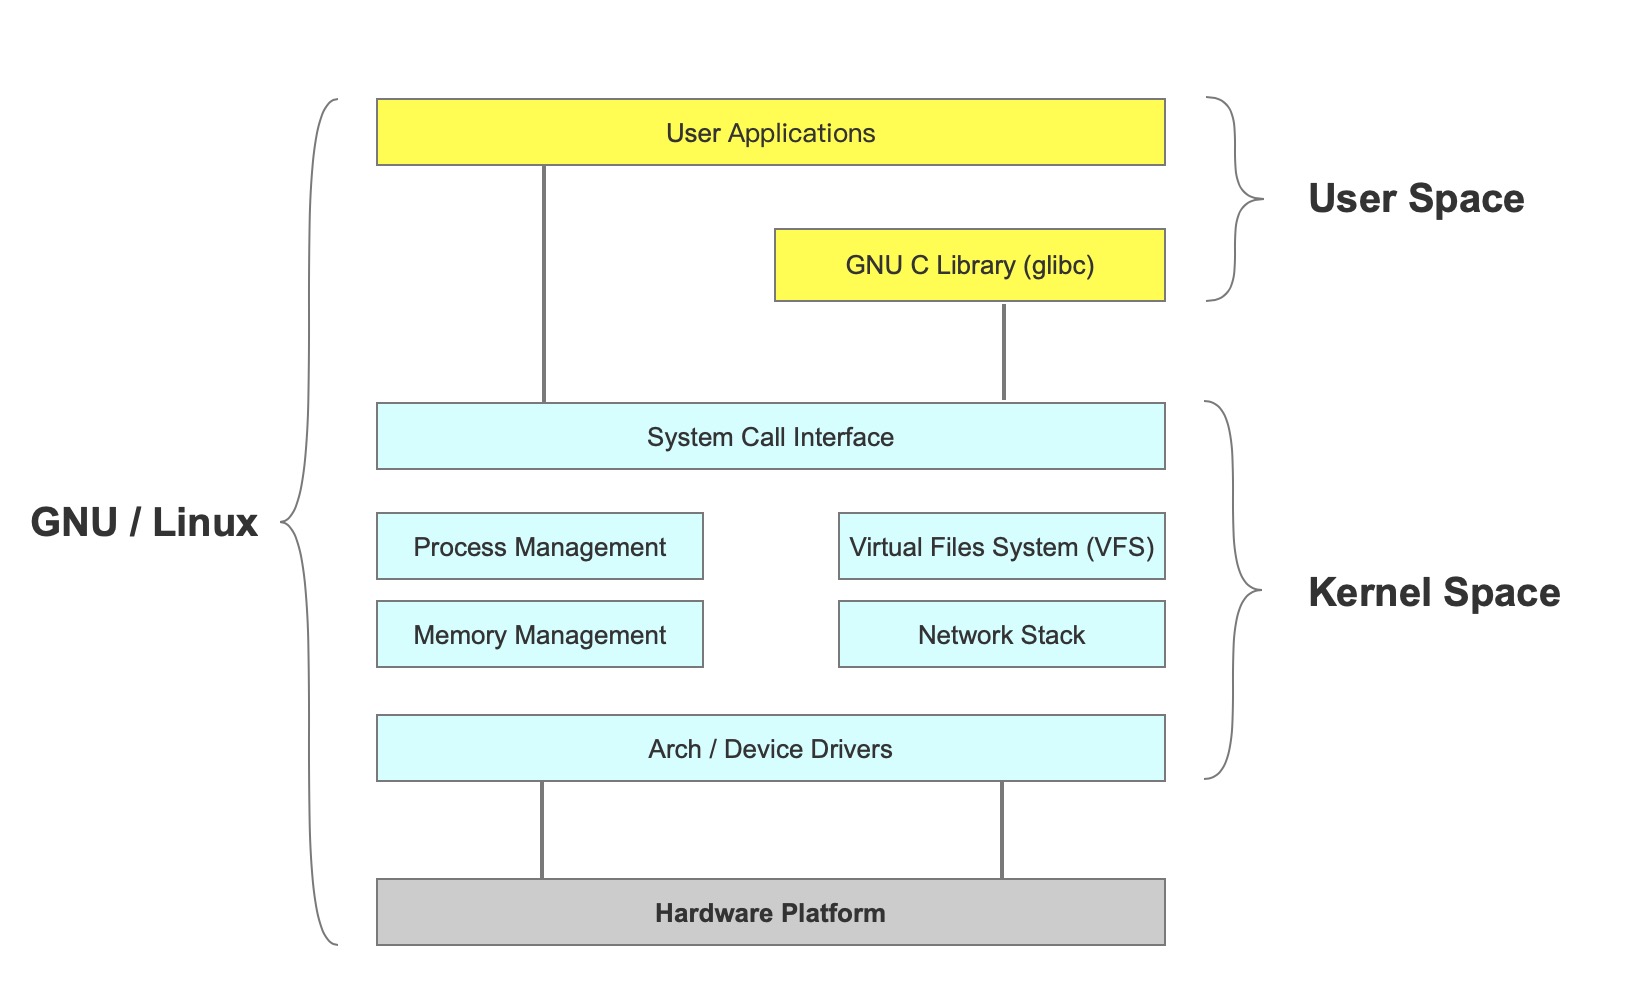 User Applications
User Space
GNU C Library (glibc)
System Call Interface
GNU / Linux
Process Management
Virtual Files System (VFS)
Kernel Space
Memory Management
Network Stack
Arch / Device Drivers
Hardware Platform